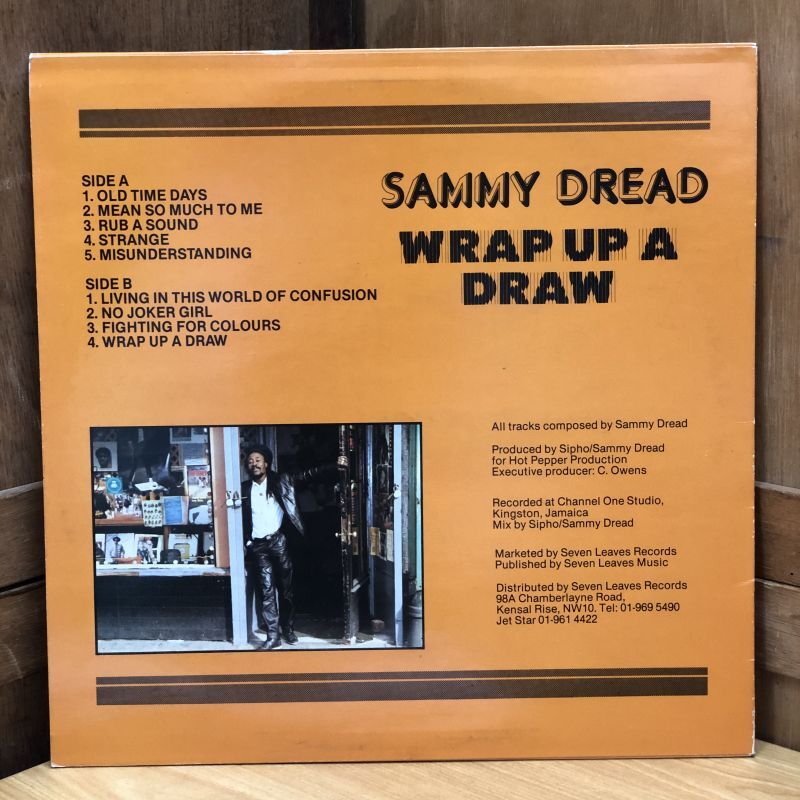 SIDE A
1. OLD TIME DAYS
2. MEAN SO MUCH TO ME
3. RUB A SOUND
4. STRANGE
5. MISUNDERSTANDING
SIDE B
1. LIVING IN THIS WORLD OF CONFUSION
2. NO JOKER GIRL
3. FIGHTING FOR COLOURS
4. WRAP UP A DRAW
SAMMY DREAD
WRAP UP A
DRAW
All tracks composed by Sammy Dread
Produced by Sipho/Sammy Dread
for Hot Pepper Production
Executive producer: C. Owens
Recorded at Channel One Studio,
Kingston, Jamaica
Mix by Sipho/Sammy Dread
Marketed by Seven Leaves Records
Published by Seven Leaves Music
Distributed by Seven Leaves Records
98A Chamberlayne Road,
Kensal Rise, NW10. Tel: 01-969 5490
Jet Star 01-961 4422